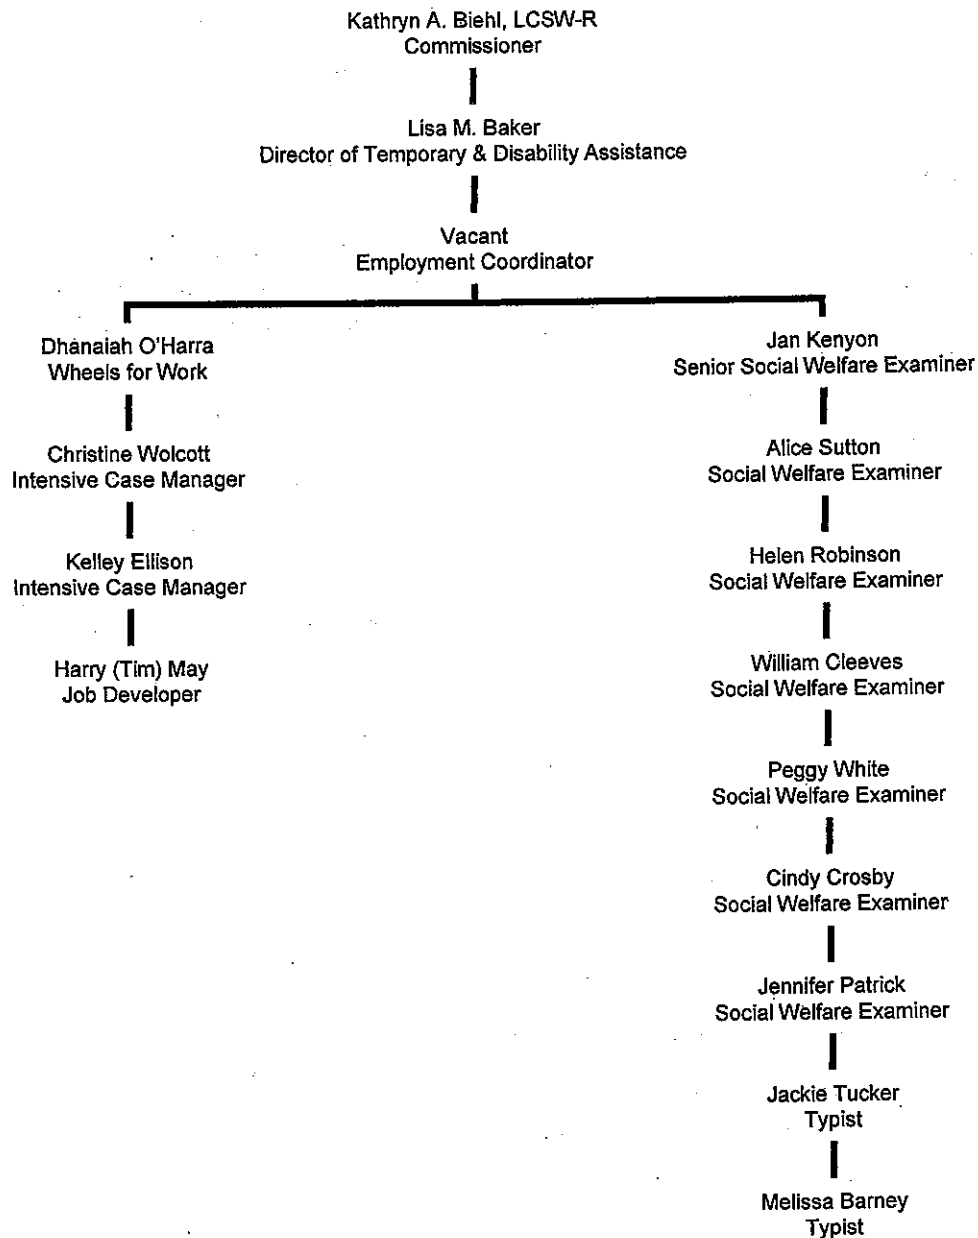 Kathryn A. Biehl, LCSW-R
Commissioner
Lisa M. Baker
Director of Temporary & Disability Assistance
Vacant
Employment Coordinator
Dhanaiah O'Harra
Wheels for Work
Christine Wolcott
Intensive Case Manager
Kelley Ellison
Intensive Case Manager
Harry (Tim) May
Job Developer
Jan Kenyon
Senior Social Welfare Examiner
Alice Sutton
Social Welfare Examiner
Helen Robinson
Social Welfare Examiner
William Cleeves
Social Welfare Examiner
Peggy White
Social Welfare Examiner
Cindy Crosby
Social Welfare Examiner
Jennifer Patrick
Social Welfare Examiner
Jackie Tucker
Typist
Melissa Barney
Typist